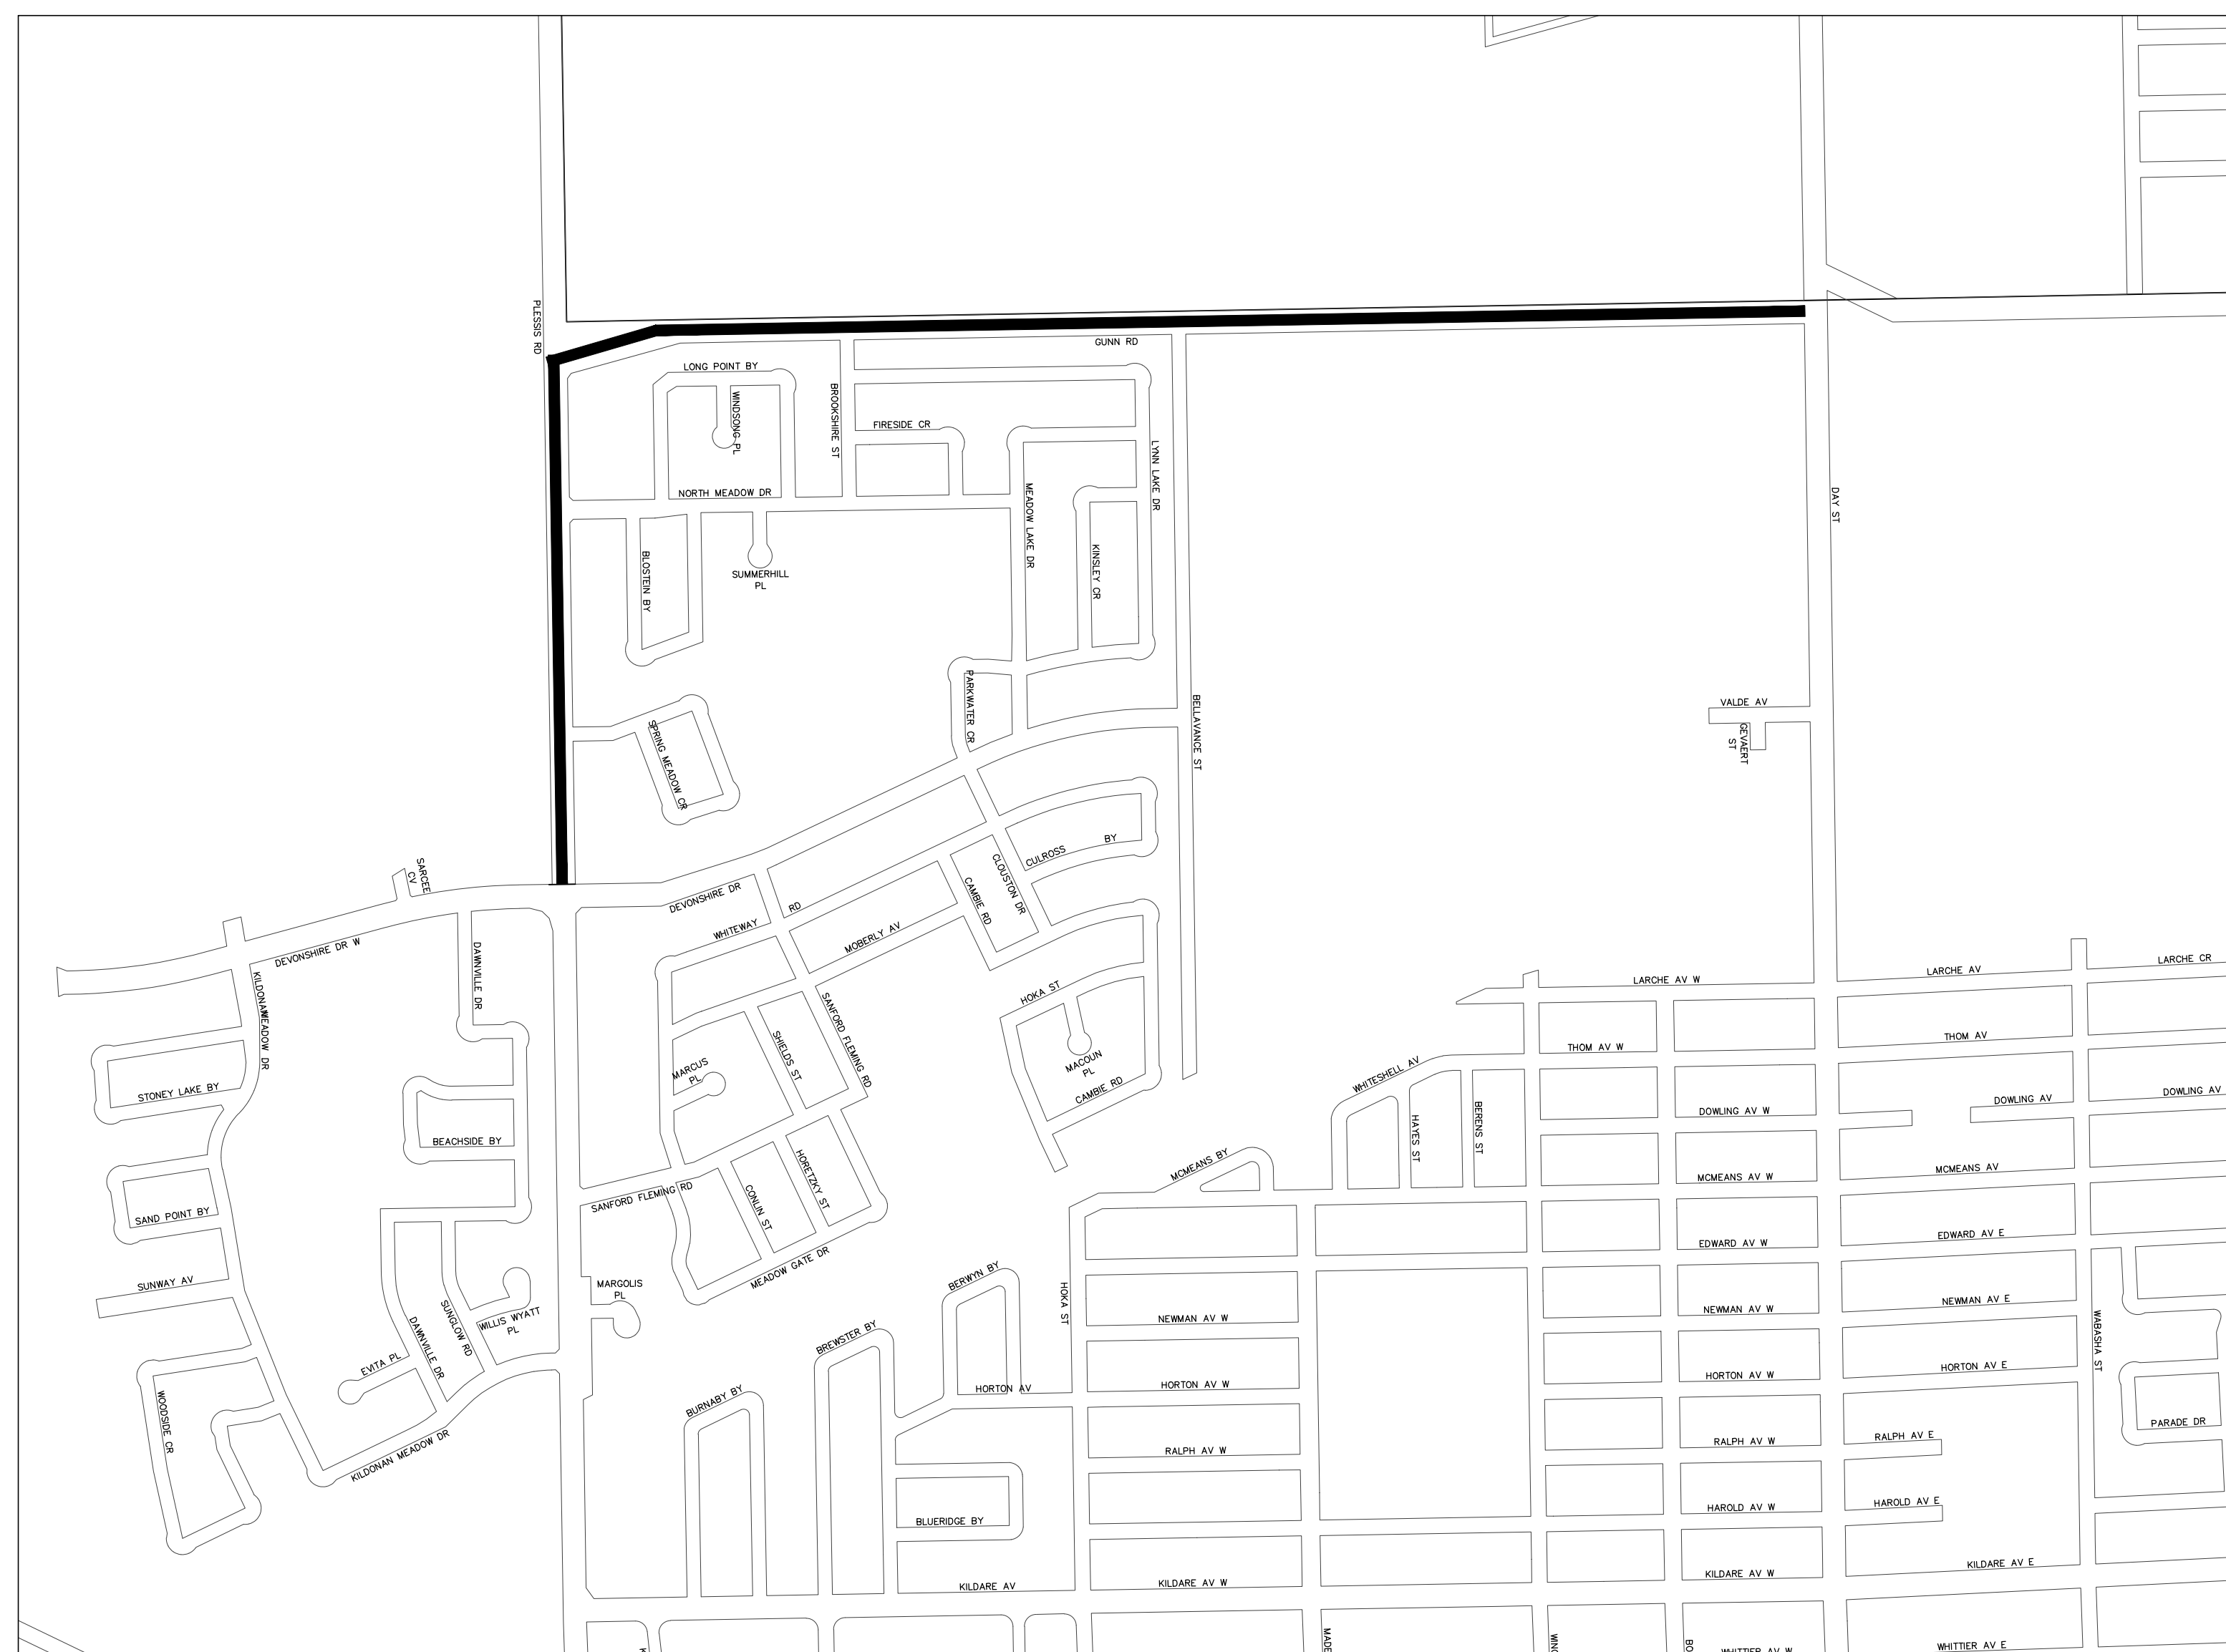 PLESSIS RD
GUNN RD
LONG POINT BY
WINDSONG PL
BROOKSHIRE ST
FIRESIDE CR
LYNN LAKE DR
NORTH MEADOW DR
MEADOW LAKE DR
DAY ST
BLOSTEIN BY
SUMMERHILL
PL
KINSLEY CR
PARKWATER CR
BELLAVANCE ST
SPRING MEADOW CR
VALDE AV
GEVAERT
ST
SARCEE
CV
DEVONSHIRE DR
CULROSS
BY
CLOUSTON DR
CAMBIE RD
WHITEWAY
RD
MOBERLY AV
DEVONSHIRE DR W
DAWNVILLE DR
KILDONAN
MEADOW DR
HOKA ST
SANFORD FLEMING RD
SHIELDS ST
MARCUS
PL
MACOUN
PL
CAMBIE RD
LARCHE AV W
LARCHE AV
LARCHE CR
THOM AV W
THOM AV
WHITESHELL AV
STONEY LAKE BY
BEACHSIDE BY
DOWLING AV W
DOWLING AV
DOWLING AV
HAYES ST
BERENS ST
MCMEANS BY
MCMEANS AV W
MCMEANS AV
HORETZKY ST
CONLIN ST
SANFORD FLEMING RD
SAND POINT BY
EDWARD AV W
EDWARD AV E
MEADOW GATE DR
SUNWAY AV
MARGOLIS
PL
BERWYN BY
HOKA ST
NEWMAN AV W
NEWMAN AV W
NEWMAN AV E
WABASHA ST
WILLIS WYATT
PL
SUNGLOW RD
DAWNVILLE DR
EVITA PL
BREWSTER BY
HORTON AV
HORTON AV W
HORTON AV W
HORTON AV E
BURNABY BY
WOODSIDE CR
KILDONAN MEADOW DR
PARADE DR
RALPH AV W
RALPH AV W
RALPH AV E
BLUERIDGE BY
HAROLD AV W
HAROLD AV E
KILDARE AV
KILDARE AV W
KILDARE AV W
KILDARE AV E
K
MADE
WINC
BO
WHITTIER AV W
WHITTIER AV E